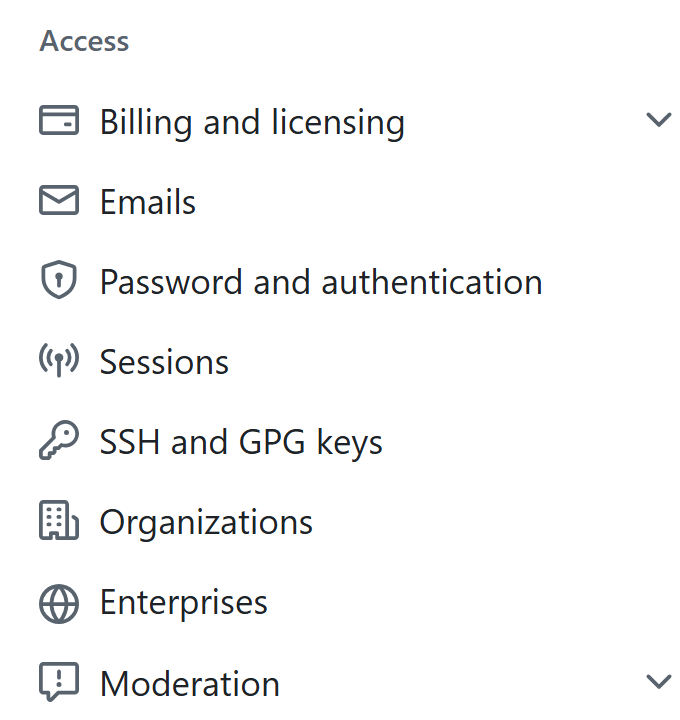 Access
Billing and licensing
Emails
Password and authentication
Sessions
SSH and GPG keys
Organizations
Enterprises
Moderation